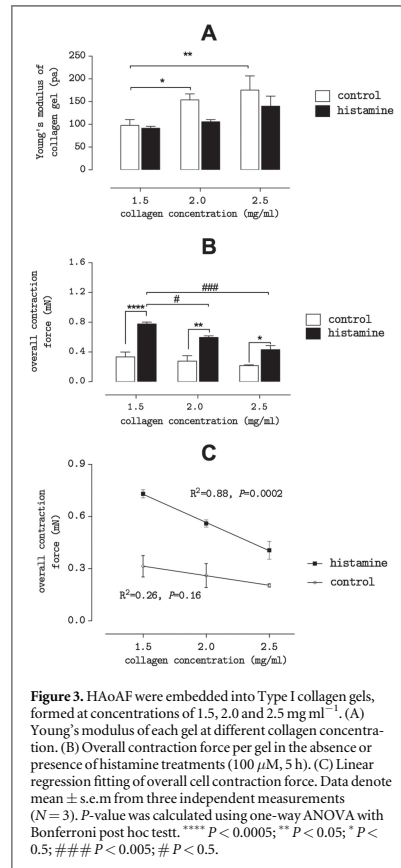 A
**
*
Young's modulus of
collagen gel (pa)
250
200
150
100
50
0
control
histamine
1.5 2.0 2.5
collagen concentration (mg/ml)
B
###
#
****
**
*
overall contraction
force (mN)
1.6
1.2
0.8
0.4
0.0
control
histamine
1.5 2.0 2.5
collagen concentration (mg/ml)
C
R²=0.88, P=0.0002
overall contraction
force (mN)
0.9
0.6
0.3
0.0
histamine
control
R²=0.26, P=0.16
1.5 2.0 2.5
collagen concentration (mg/ml)
Figure 3. HAoAF were embedded into Type I collagen gels,
formed at concentrations of 1.5, 2.0 and 2.5 mg ml⁻¹. (A)
Young's modulus of each gel at different collagen concentra-
tion. (B) Overall contraction force per gel in the absence or
presence of histamine treatments (100 μM, 5 h). (C) Linear
regression fitting of overall cell contraction force. Data denote
mean ± s.e.m from three independent measurements
(N = 3). P-value was calculated using one-way ANOVA with
Bonferroni post hoc testt. **** P < 0.0005; ** P < 0.05; * P <
0.5; ### P < 0.005; # P < 0.5.